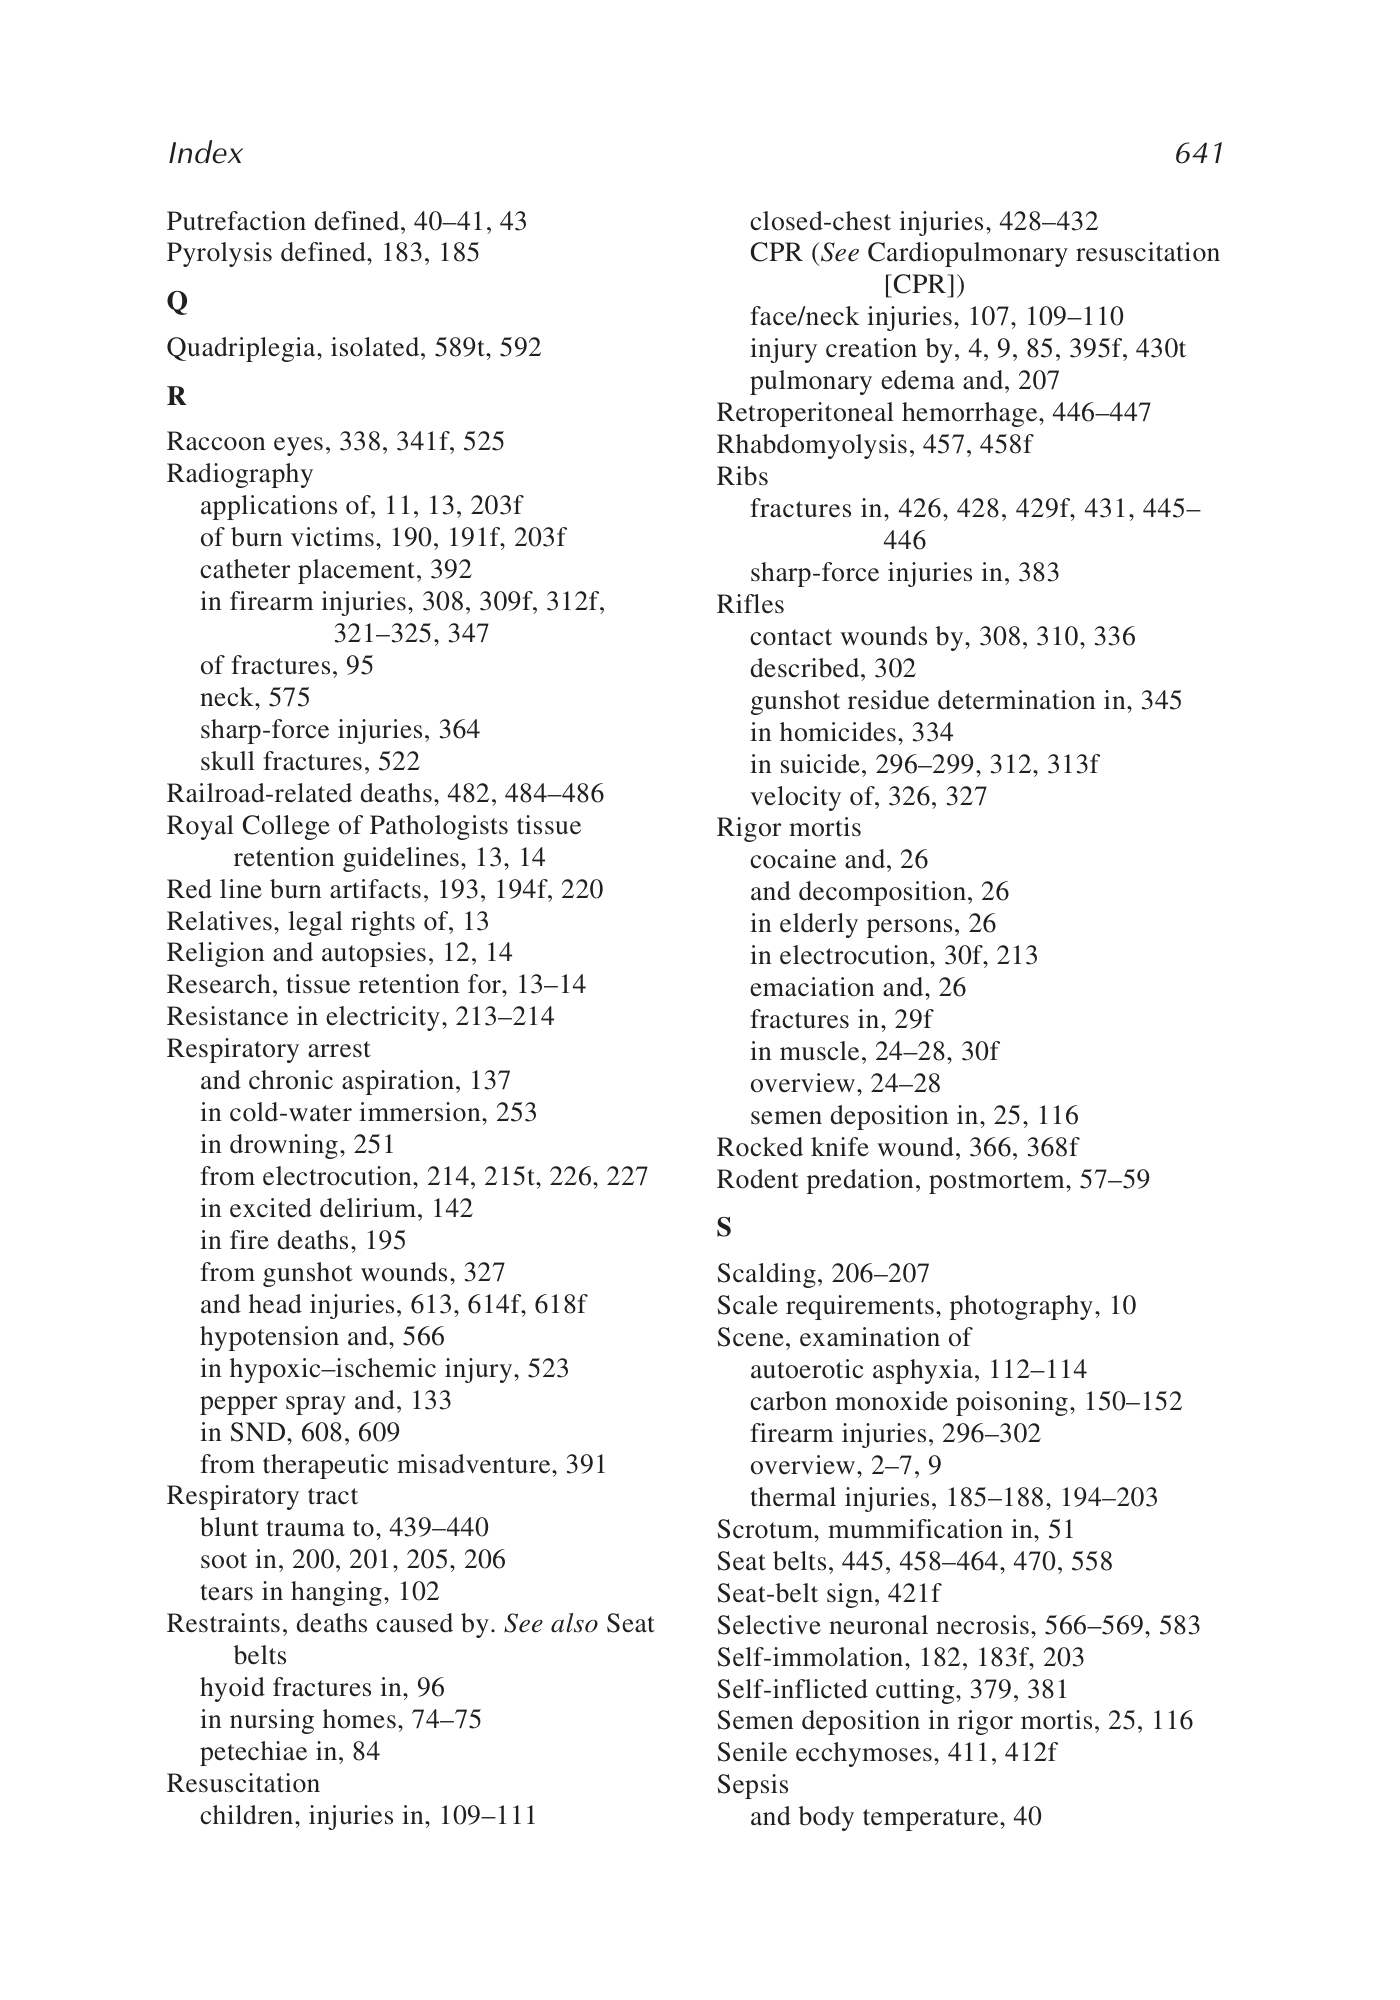 Index 641
Putrefaction defined, 40–41, 43
Pyrolysis defined, 183, 185
Q
Quadriplegia, isolated, 589t, 592
R
Raccoon eyes, 338, 341f, 525
Radiography
applications of, 11, 13, 203f
of burn victims, 190, 191f, 203f
catheter placement, 392
in firearm injuries, 308, 309f, 312f,
321–325, 347
of fractures, 95
neck, 575
sharp-force injuries, 364
skull fractures, 522
Railroad-related deaths, 482, 484–486
Royal College of Pathologists tissue
retention guidelines, 13, 14
Red line burn artifacts, 193, 194f, 220
Relatives, legal rights of, 13
Religion and autopsies, 12, 14
Research, tissue retention for, 13–14
Resistance in electricity, 213–214
Respiratory arrest
and chronic aspiration, 137
in cold-water immersion, 253
in drowning, 251
from electrocution, 214, 215t, 226, 227
in excited delirium, 142
in fire deaths, 195
from gunshot wounds, 327
and head injuries, 613, 614f, 618f
hypotension and, 566
in hypoxic–ischemic injury, 523
pepper spray and, 133
in SND, 608, 609
from therapeutic misadventure, 391
Respiratory tract
blunt trauma to, 439–440
soot in, 200, 201, 205, 206
tears in hanging, 102
Restraints, deaths caused by. See also Seat
belts
hyoid fractures in, 96
in nursing homes, 74–75
petechiae in, 84
Resuscitation
children, injuries in, 109–111
closed-chest injuries, 428–432
CPR (See Cardiopulmonary resuscitation
[CPR])
face/neck injuries, 107, 109–110
injury creation by, 4, 9, 85, 395f, 430t
pulmonary edema and, 207
Retroperitoneal hemorrhage, 446–447
Rhabdomyolysis, 457, 458f
Ribs
fractures in, 426, 428, 429f, 431, 445–
446
sharp-force injuries in, 383
Rifles
contact wounds by, 308, 310, 336
described, 302
gunshot residue determination in, 345
in homicides, 334
in suicide, 296–299, 312, 313f
velocity of, 326, 327
Rigor mortis
cocaine and, 26
and decomposition, 26
in elderly persons, 26
in electrocution, 30f, 213
emaciation and, 26
fractures in, 29f
in muscle, 24–28, 30f
overview, 24–28
semen deposition in, 25, 116
Rocked knife wound, 366, 368f
Rodent predation, postmortem, 57–59
S
Scalding, 206–207
Scale requirements, photography, 10
Scene, examination of
autoerotic asphyxia, 112–114
carbon monoxide poisoning, 150–152
firearm injuries, 296–302
overview, 2–7, 9
thermal injuries, 185–188, 194–203
Scrotum, mummification in, 51
Seat belts, 445, 458–464, 470, 558
Seat-belt sign, 421f
Selective neuronal necrosis, 566–569, 583
Self-immolation, 182, 183f, 203
Self-inflicted cutting, 379, 381
Semen deposition in rigor mortis, 25, 116
Senile ecchymoses, 411, 412f
Sepsis
and body temperature, 40